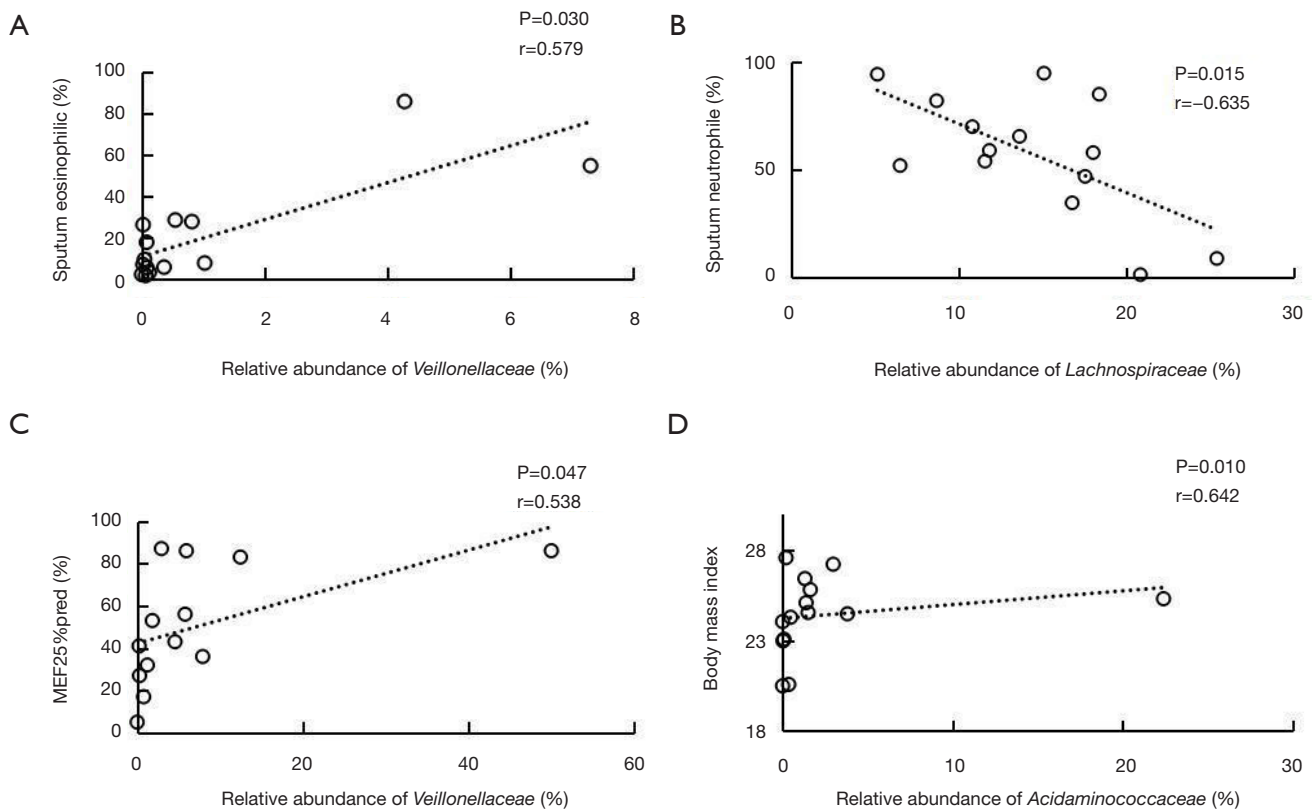 A
P=0.030
r=0.579
Sputum eosinophilic (%)
100
80
60
40
20
0
0 2 4 6 8
Relative abundance of Veillonellaceae (%)
B
P=0.015
r=−0.635
Sputum neutrophile (%)
100
50
0
0 10 20 30
Relative abundance of Lachnospiraceae (%)
C
P=0.047
r=0.538
MEF25%pred (%)
100
80
60
40
20
0
0 20 40 60
Relative abundance of Veillonellaceae (%)
D
P=0.010
r=0.642
Body mass index
28
23
18
0 10 20 30
Relative abundance of Acidaminococcaceae (%)